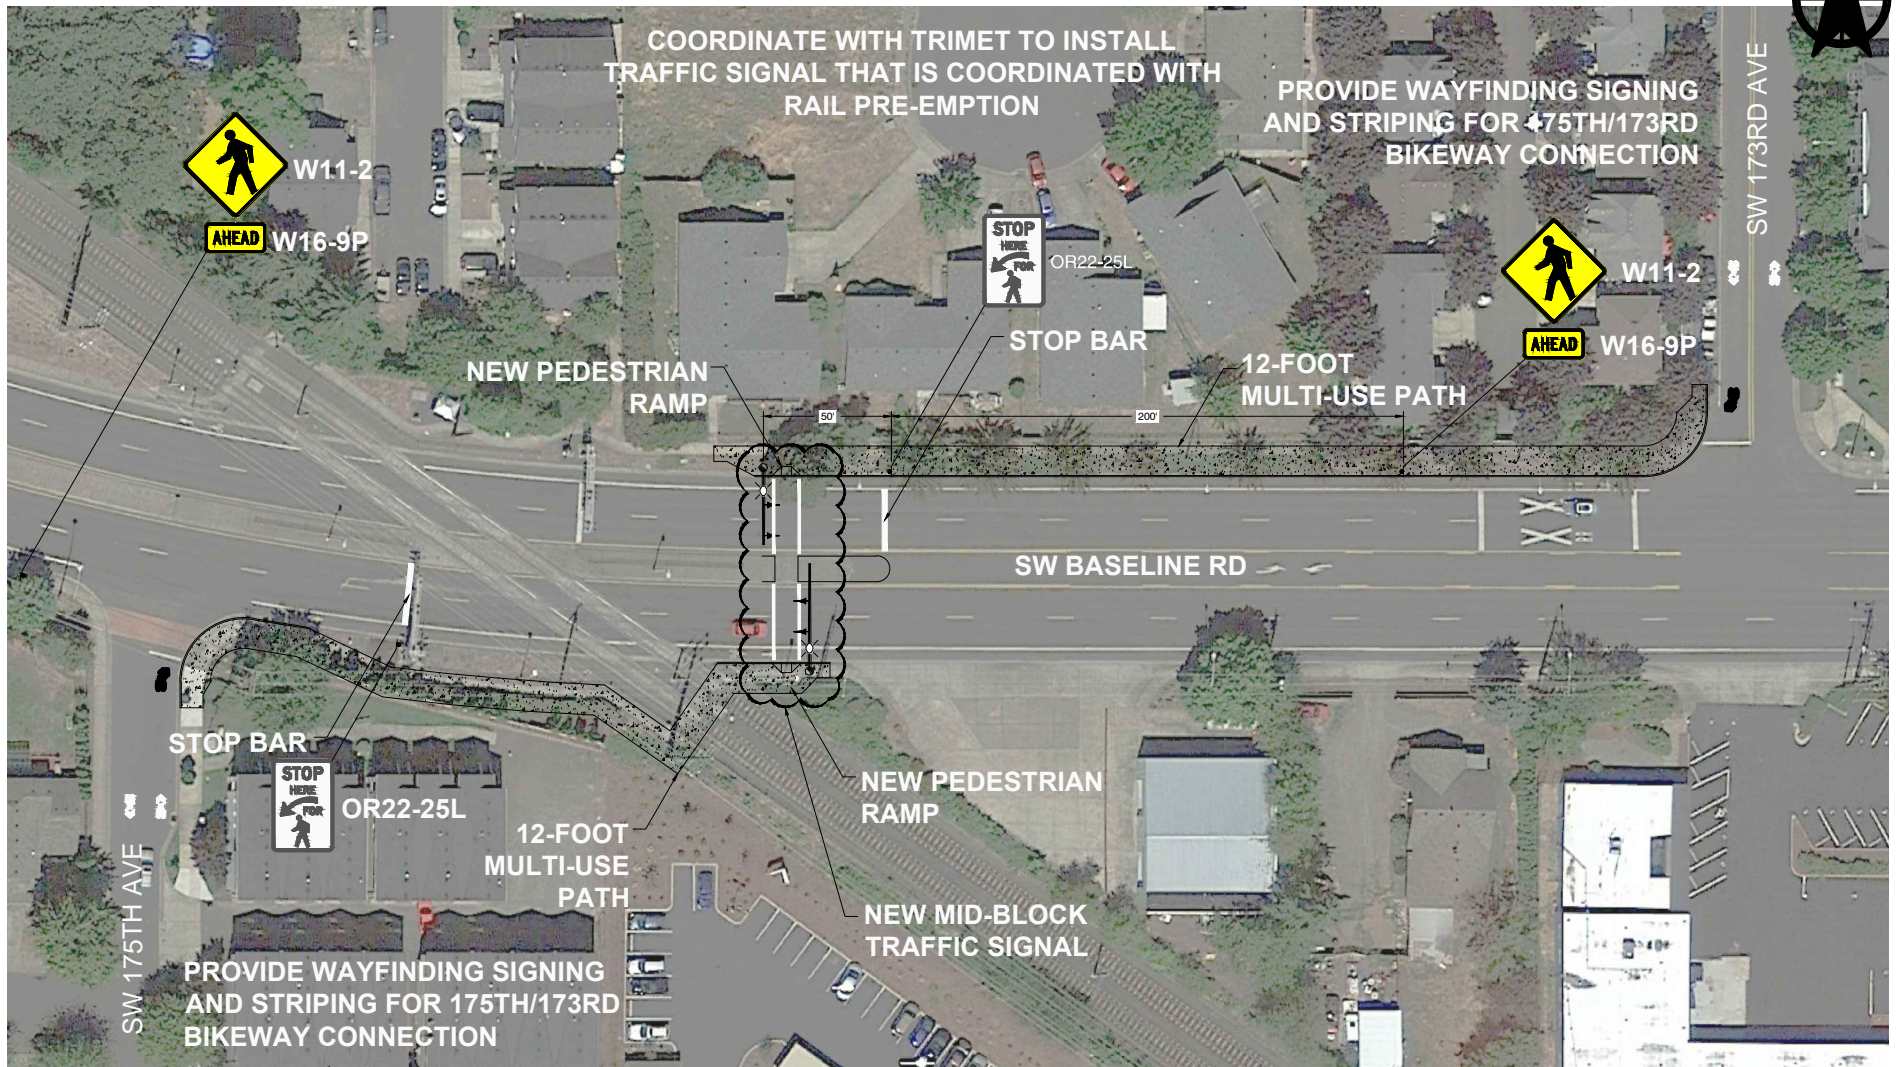 COORDINATE WITH TRIMET TO INSTALL
TRAFFIC SIGNAL THAT IS COORDINATED WITH
RAIL PRE-EMPTION
PROVIDE WAYFINDING SIGNING
AND STRIPING FOR 175TH/173RD
BIKEWAY CONNECTION
SW 173RD AVE
W11-2
AHEAD
W16-9P
STOP
HERE
FOR
OR22-25L
W11-2
AHEAD
W16-9P
STOP BAR
NEW PEDESTRIAN
RAMP
12-FOOT
MULTI-USE PATH
50'
200'
SW BASELINE RD
STOP BAR
STOP
HERE
FOR
OR22-25L
NEW PEDESTRIAN
RAMP
12-FOOT
MULTI-USE
PATH
NEW MID-BLOCK
TRAFFIC SIGNAL
SW 175TH AVE
PROVIDE WAYFINDING SIGNING
AND STRIPING FOR 175TH/173RD
BIKEWAY CONNECTION